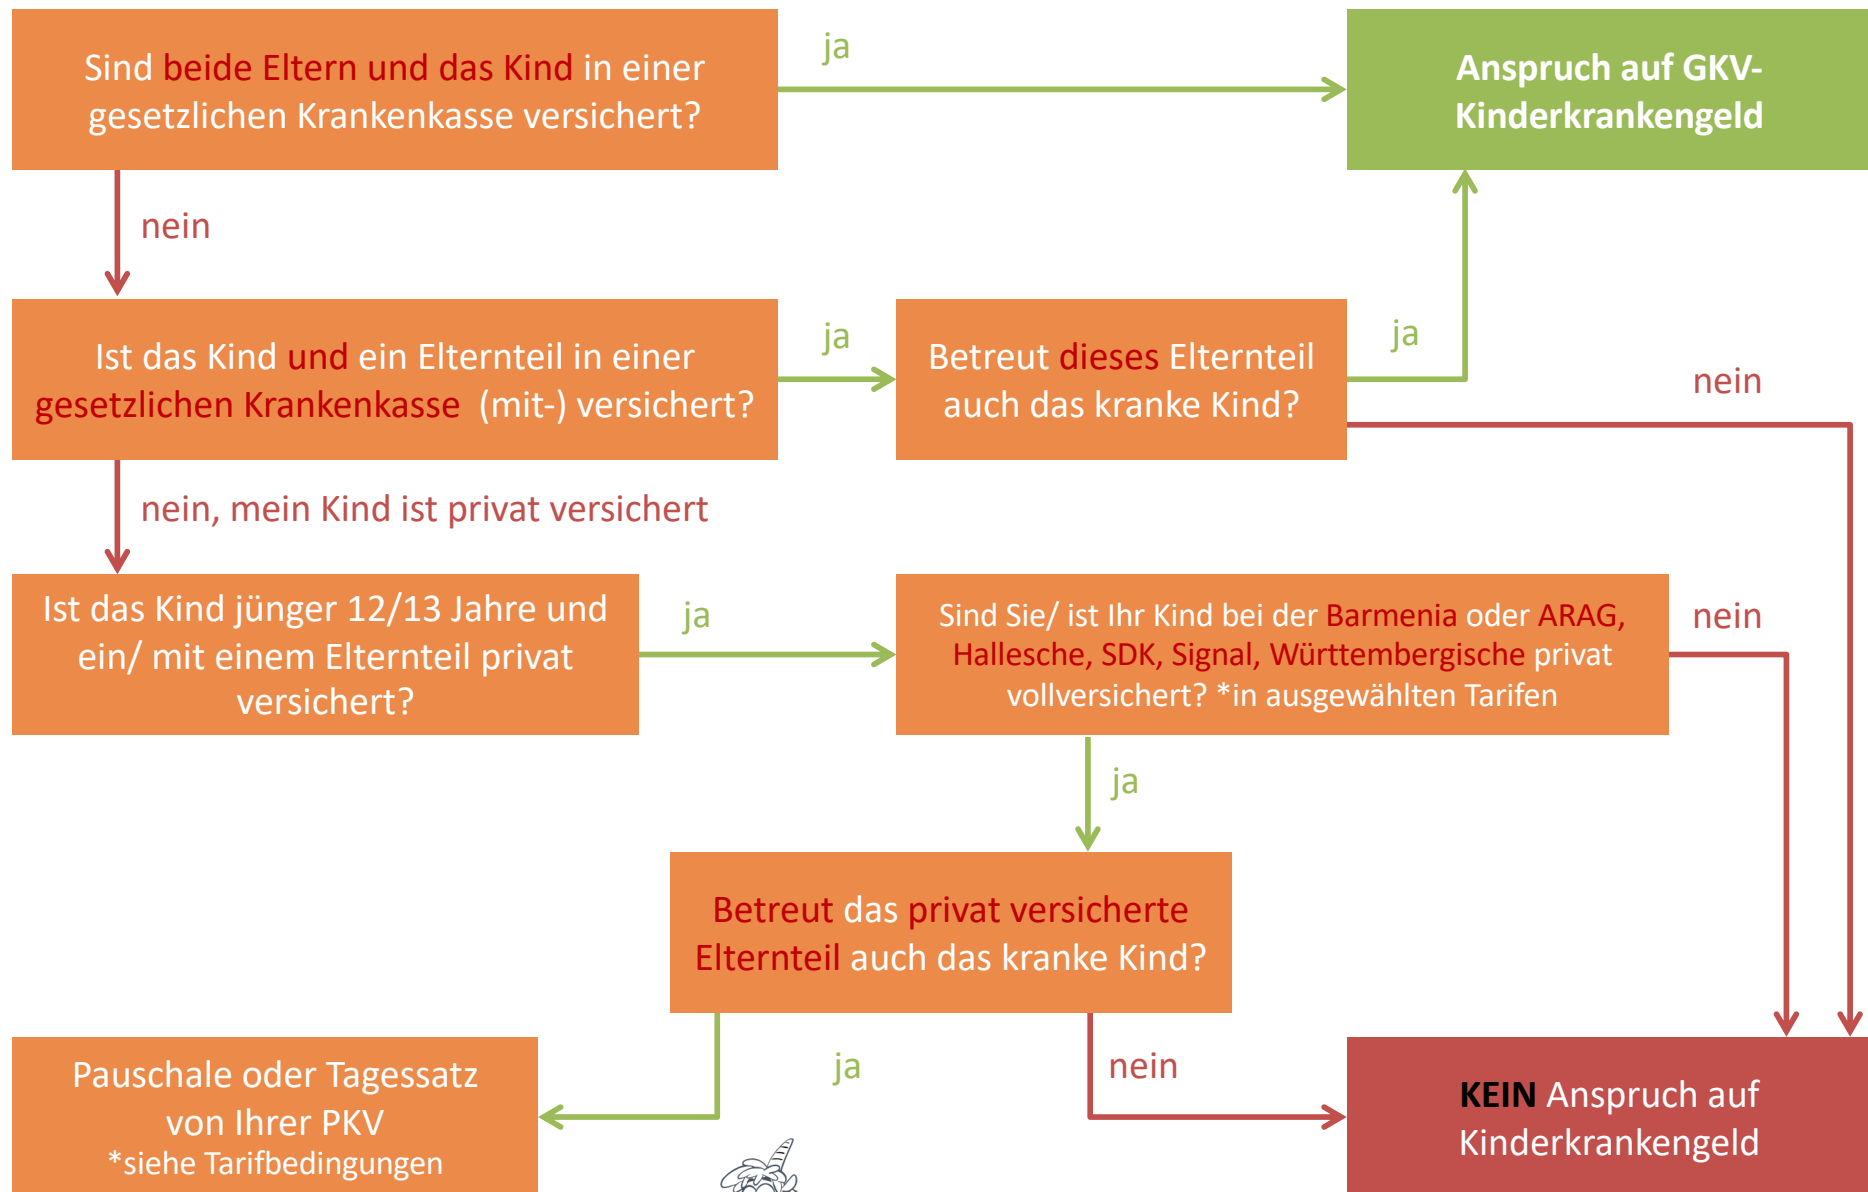 Sind beide Eltern und das Kind in einer
gesetzlichen Krankenkasse versichert?
ja
Anspruch auf GKV-
Kinderkrankengeld
nein
Ist das Kind und ein Elternteil in einer
gesetzlichen Krankenkasse (mit-) versichert?
ja
Betreut dieses Elternteil
auch das kranke Kind?
ja
nein
nein, mein Kind ist privat versichert
Ist das Kind jünger 12/13 Jahre und
ein/ mit einem Elternteil privat
versichert?
ja
Sind Sie/ ist Ihr Kind bei der Barmenia oder ARAG,
Hallesche, SDK, Signal, Württembergische privat
vollversichert? *in ausgewählten Tarifen
nein
ja
Betreut das privat versicherte
Elternteil auch das kranke Kind?
ja
nein
Pauschale oder Tagessatz
von Ihrer PKV
*siehe Tarifbedingungen
KEIN Anspruch auf
Kinderkrankengeld